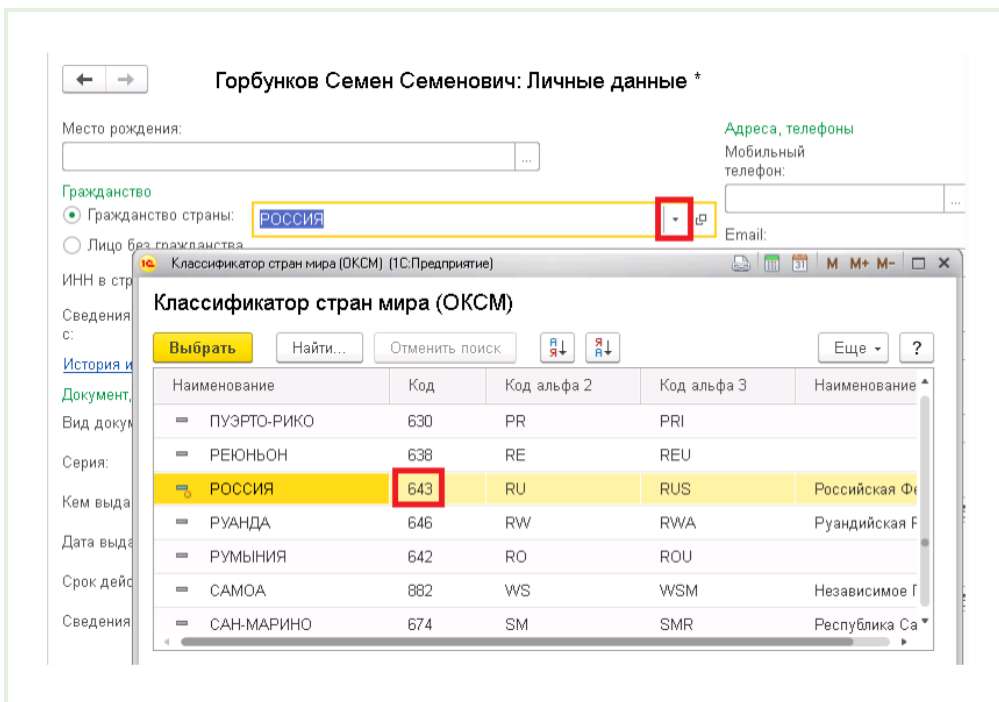 Горбунков Семен Семенович: Личные данные *
Место рождения:
Адреса, телефоны
Мобильный
телефон:
Гражданство
Гражданство страны: РОССИЯ
Email:
Лицо без гражданства
ИНН в стр
Сведения
с:
История и
Документ,
Вид докум
Серия:
Кем выда
Дата выда
Срок дейс
Сведения
Классификатор стран мира (ОКСМ) (1С:Предприятие)
31 M M+ M-
Классификатор стран мира (ОКСМ)
Выбрать Найти... Отменить поиск Еще ?
Наименование Код Код альфа 2 Код альфа 3 Наименование
ПУЭРТО-РИКО 630 PR PRI
РЕЮНЬОН 638 RE REU
РОССИЯ 643 RU RUS Российская Фе
РУАНДА 646 RW RWA Руандийская Р
РУМЫНИЯ 642 RO ROU
САМОА 882 WS WSM Независимое Г
САН-МАРИНО 674 SM SMR Республика Са